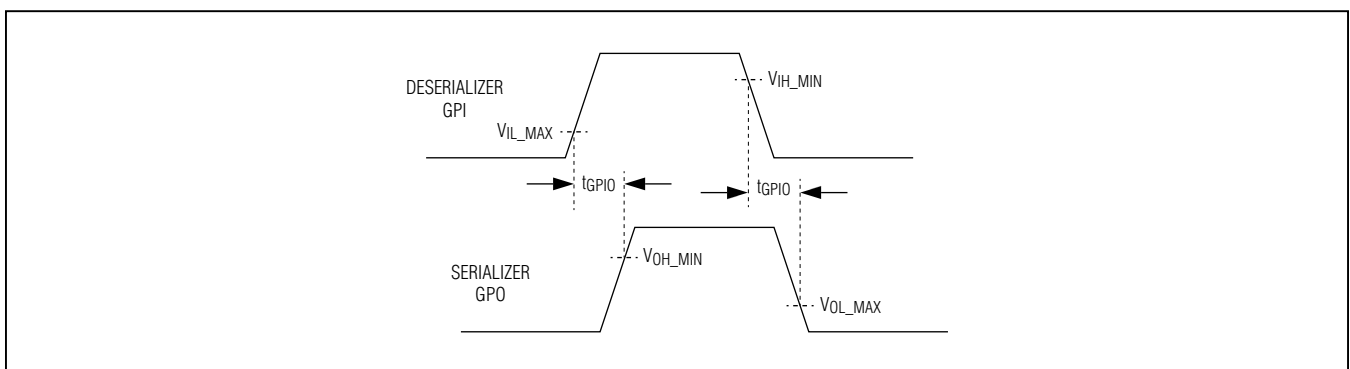 DESERIALIZER
GPI
VIH_MIN
VIL_MAX
tGPIO
tGPIO
SERIALIZER
GPO
VOH_MIN
VOL_MAX